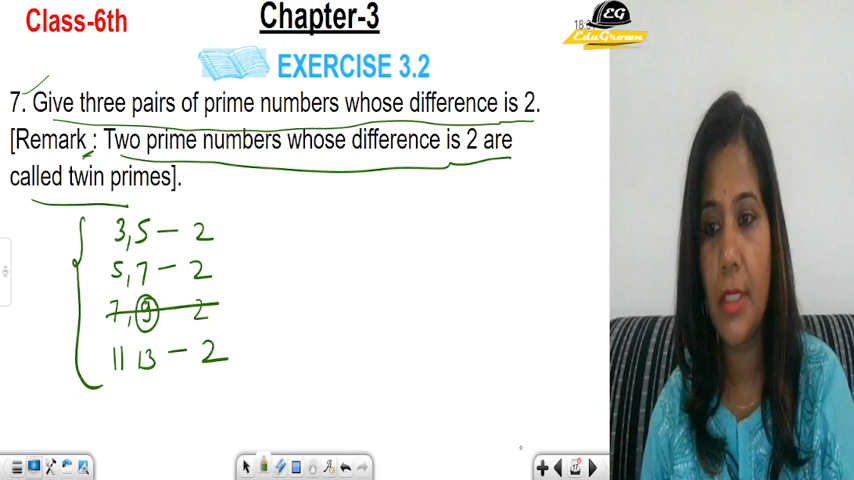 Class-6th
Chapter-3
EG
EduGrown
EXERCISE 3.2
7. Give three pairs of prime numbers whose difference is 2.
[Remark : Two prime numbers whose difference is 2 are
called twin primes].
3,5 — 2
5,7 — 2
7, 9 2
11 13 — 2